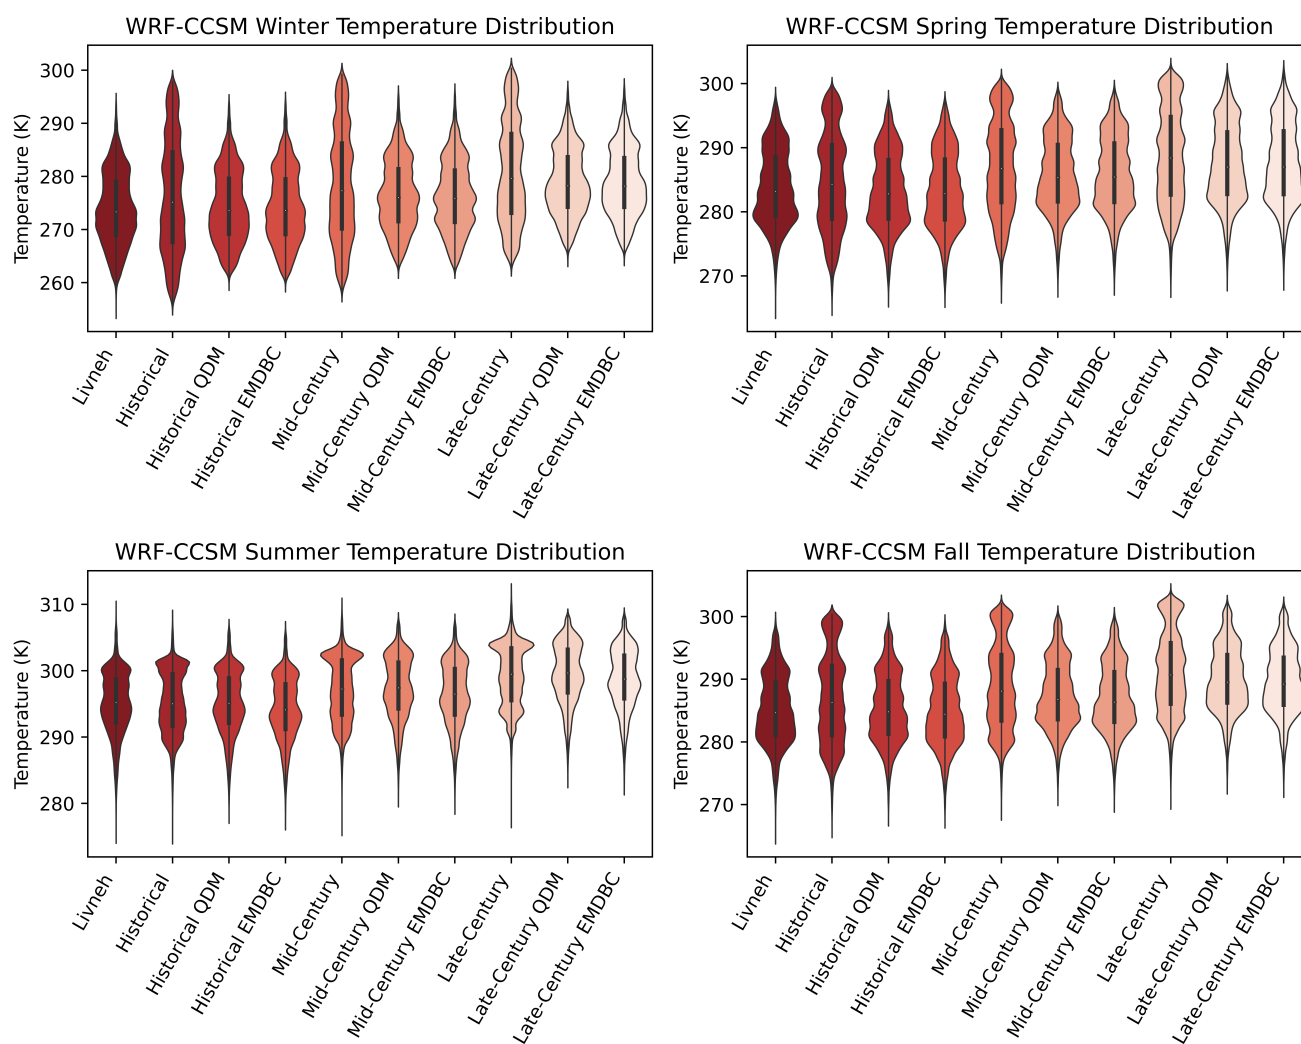 WRF-CCSM Winter Temperature Distribution
Temperature (K)
300
290
280
270
260
Livneh
Historical
Historical QDM
Historical EMDBC
Mid-Century
Mid-Century QDM
Mid-Century EMDBC
Late-Century
Late-Century QDM
Late-Century EMDBC
WRF-CCSM Spring Temperature Distribution
Temperature (K)
300
290
280
270
Livneh
Historical
Historical QDM
Historical EMDBC
Mid-Century
Mid-Century QDM
Mid-Century EMDBC
Late-Century
Late-Century QDM
Late-Century EMDBC
WRF-CCSM Summer Temperature Distribution
Temperature (K)
310
300
290
280
Livneh
Historical
Historical QDM
Historical EMDBC
Mid-Century
Mid-Century QDM
Mid-Century EMDBC
Late-Century
Late-Century QDM
Late-Century EMDBC
WRF-CCSM Fall Temperature Distribution
Temperature (K)
300
290
280
270
Livneh
Historical
Historical QDM
Historical EMDBC
Mid-Century
Mid-Century QDM
Mid-Century EMDBC
Late-Century
Late-Century QDM
Late-Century EMDBC